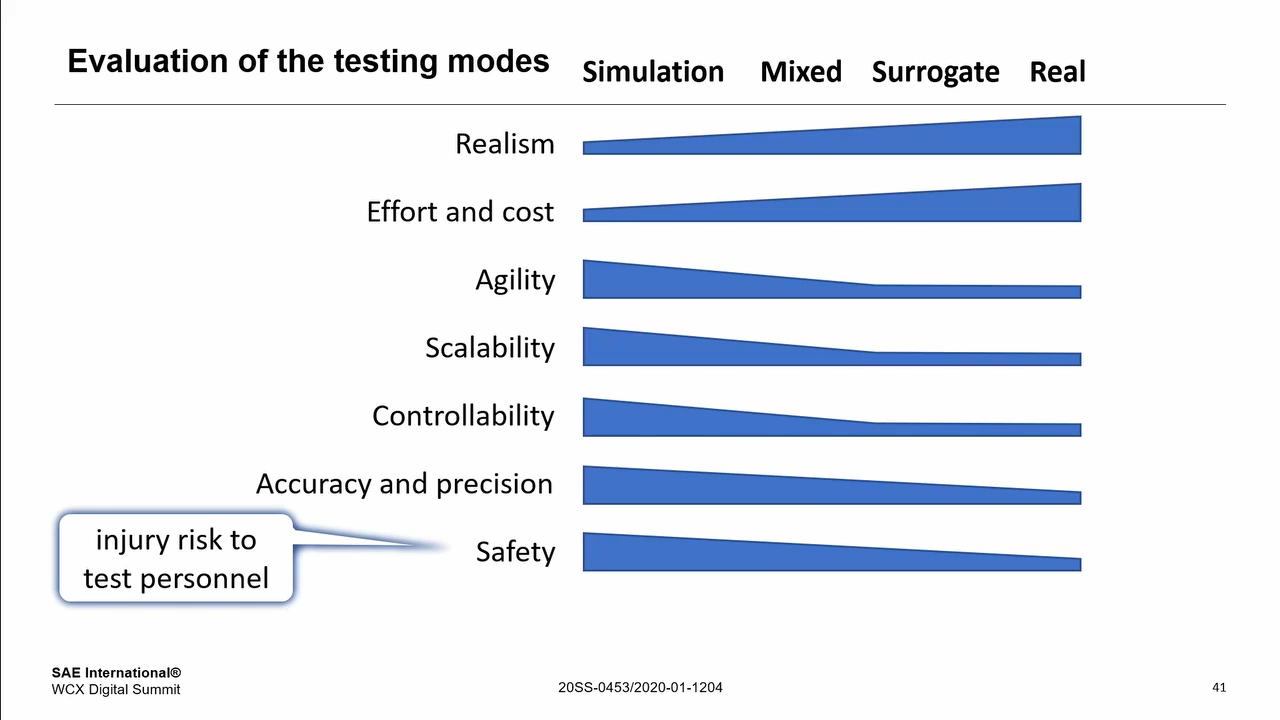 Evaluation of the testing modes
Simulation Mixed Surrogate Real
Realism
Effort and cost
Agility
Scalability
Controllability
Accuracy and precision
injury risk to
test personnel
Safety
SAE International®
WCX Digital Summit
20SS-0453/2020-01-1204
41